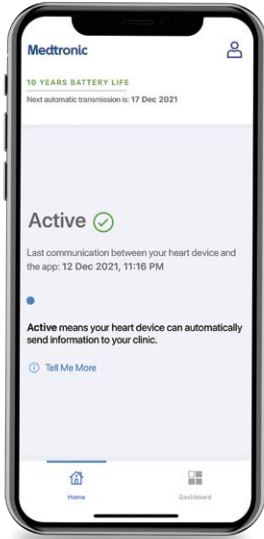 Medtronic
10 YEARS BATTERY LIFE
Next automatic transmission is: 17 Dec 2021
Active
Last communication between your heart device and
the app: 12 Dec 2021, 11:16 PM
Active means your heart device can automatically
send information to your clinic.
Tell Me More
Home
Dashboard